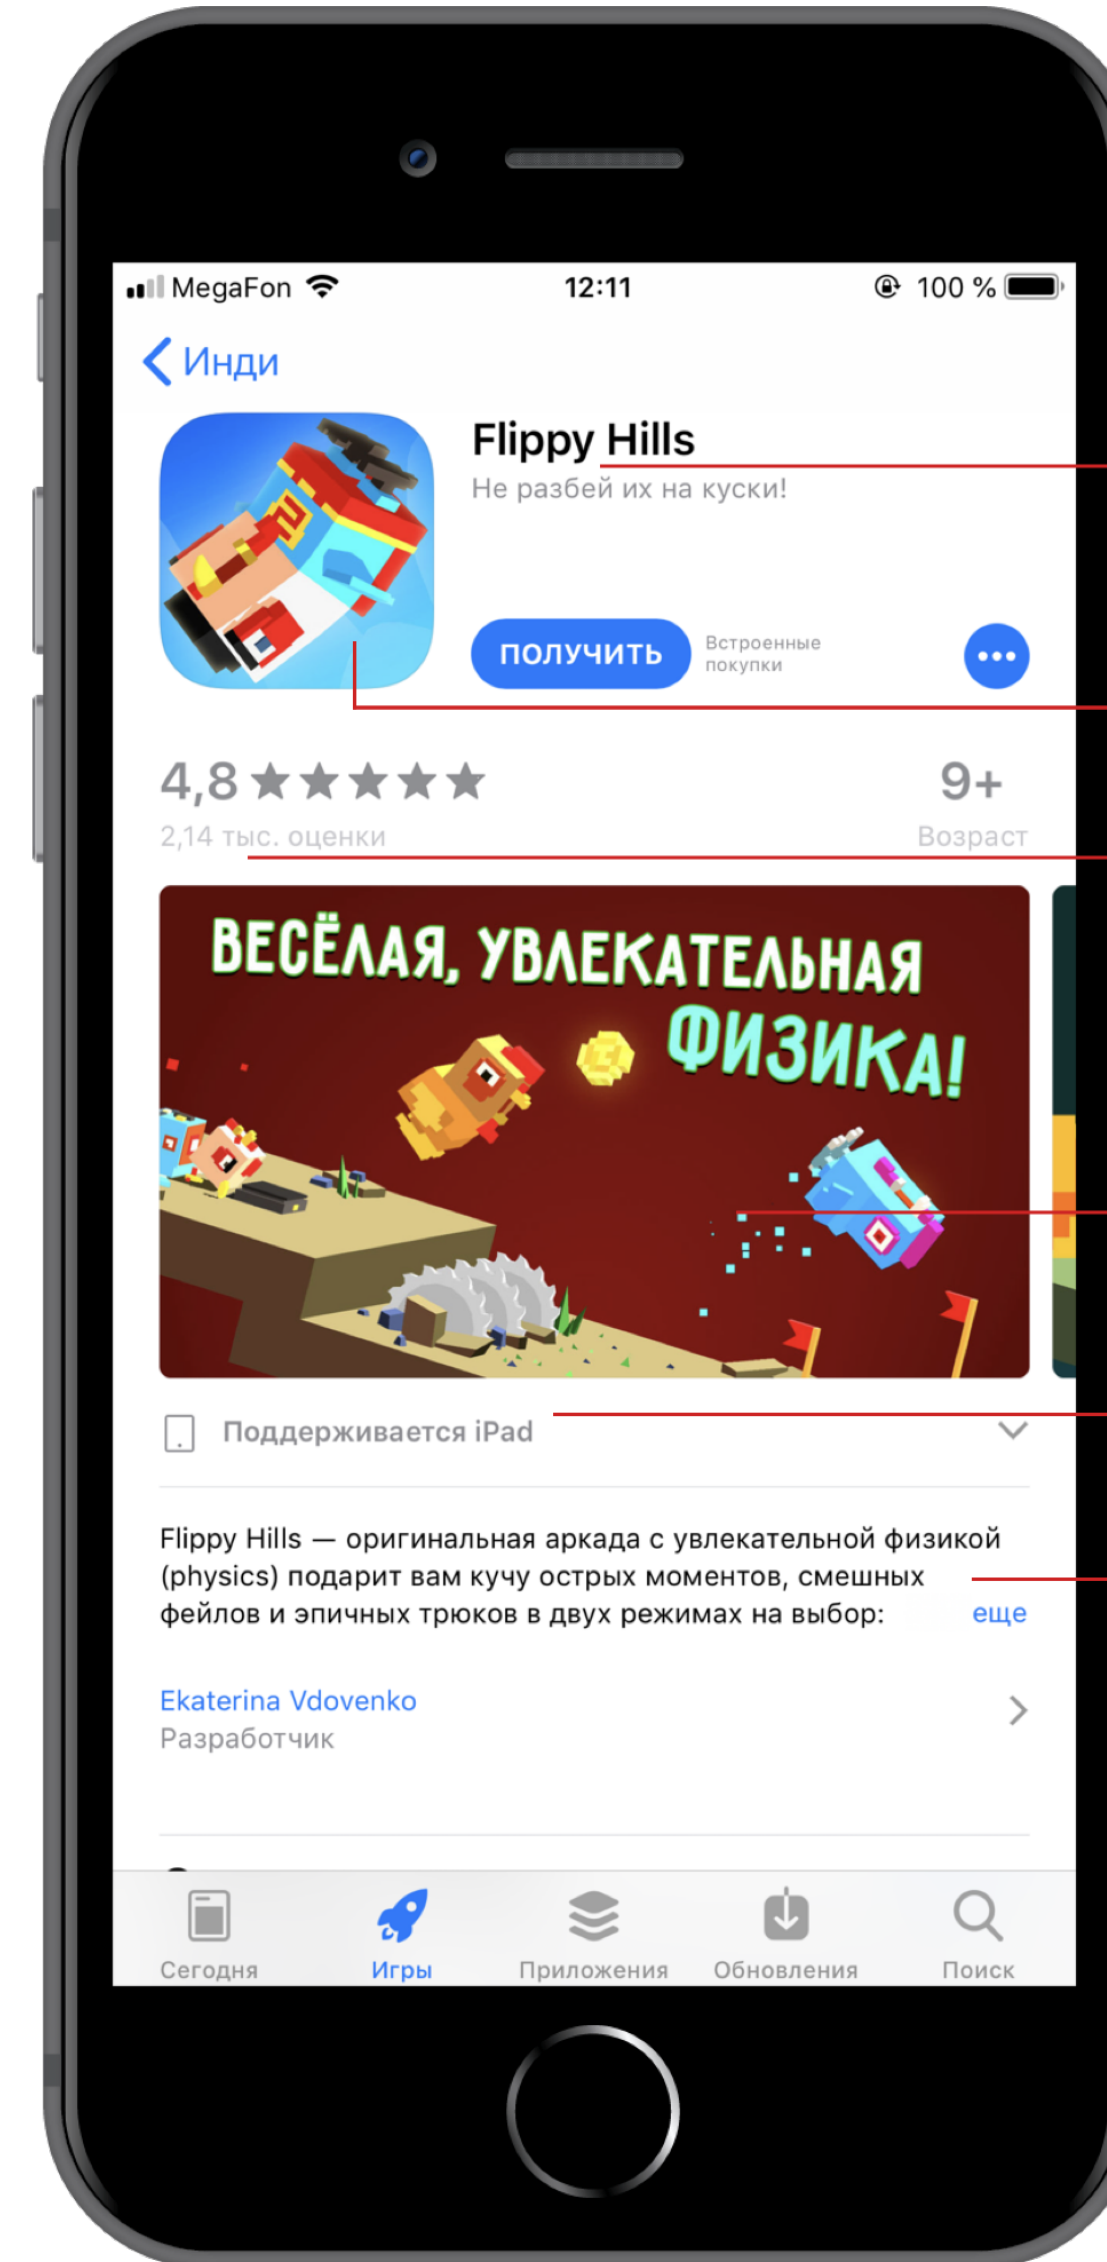 MegaFon 12:11 100 %
Инди
Flippy Hills
Не разбей их на куски!
ПОЛУЧИТЬ
Встроенные
покупки
4,8 9+
2,14 тыс. оценки Возраст
ВЕСЁЛАЯ, УВЛЕКАТЕЛЬНАЯ
ФИЗИКА!
Поддерживается iPad
Flippy Hills — оригинальная аркада с увлекательной физикой
(physics) подарит вам кучу острых моментов, смешных
фейлов и эпичных трюков в двух режимах на выбор: еще
Ekaterina Vdovenko
Разработчик
Сегодня Игры Приложения Обновления Поиск